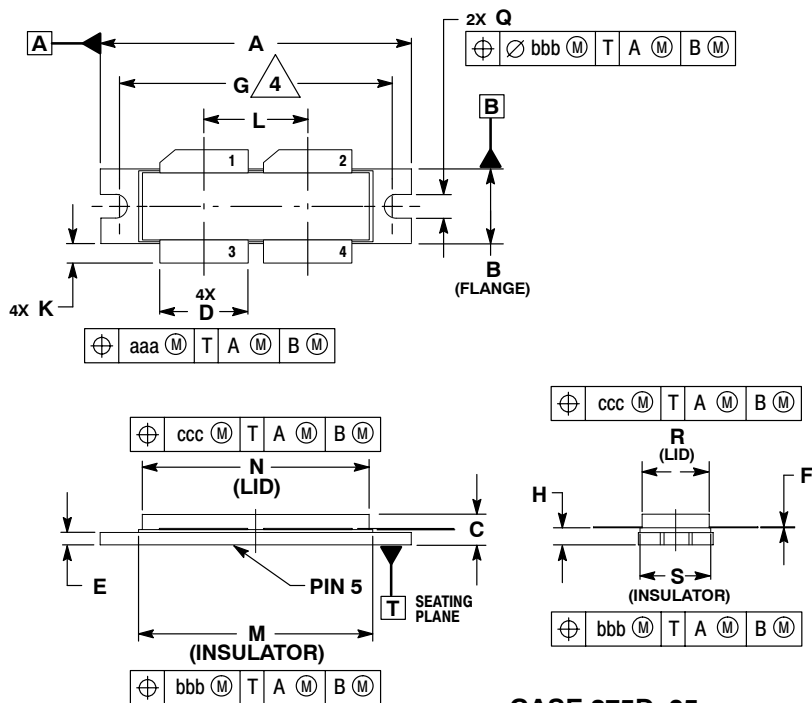 A
A
2X Q
⌖ ∅ bbb Ⓜ T A Ⓜ B Ⓜ
G 4
L
B
1 2
3 4
B
(FLANGE)
4X K
4X
D
⌖ aaa Ⓜ T A Ⓜ B Ⓜ
⌖ ccc Ⓜ T A Ⓜ B Ⓜ
N
(LID)
C
E
PIN 5
T SEATING
PLANE
M
(INSULATOR)
⌖ bbb Ⓜ T A Ⓜ B Ⓜ
⌖ ccc Ⓜ T A Ⓜ B Ⓜ
R
(LID)
F
H
S
(INSULATOR)
⌖ bbb Ⓜ T A Ⓜ B Ⓜ